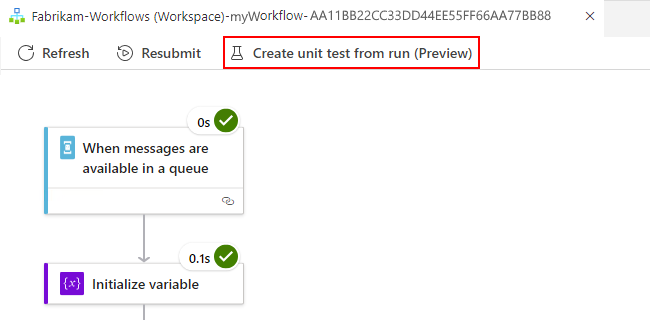 Fabrikam-Workflows (Workspace)-myWorkflow-AA11BB22CC33DD44EE55FF66AA77BB88
Refresh Resubmit Create unit test from run (Preview)
0s
When messages are
available in a queue
0.1s
{x} Initialize variable